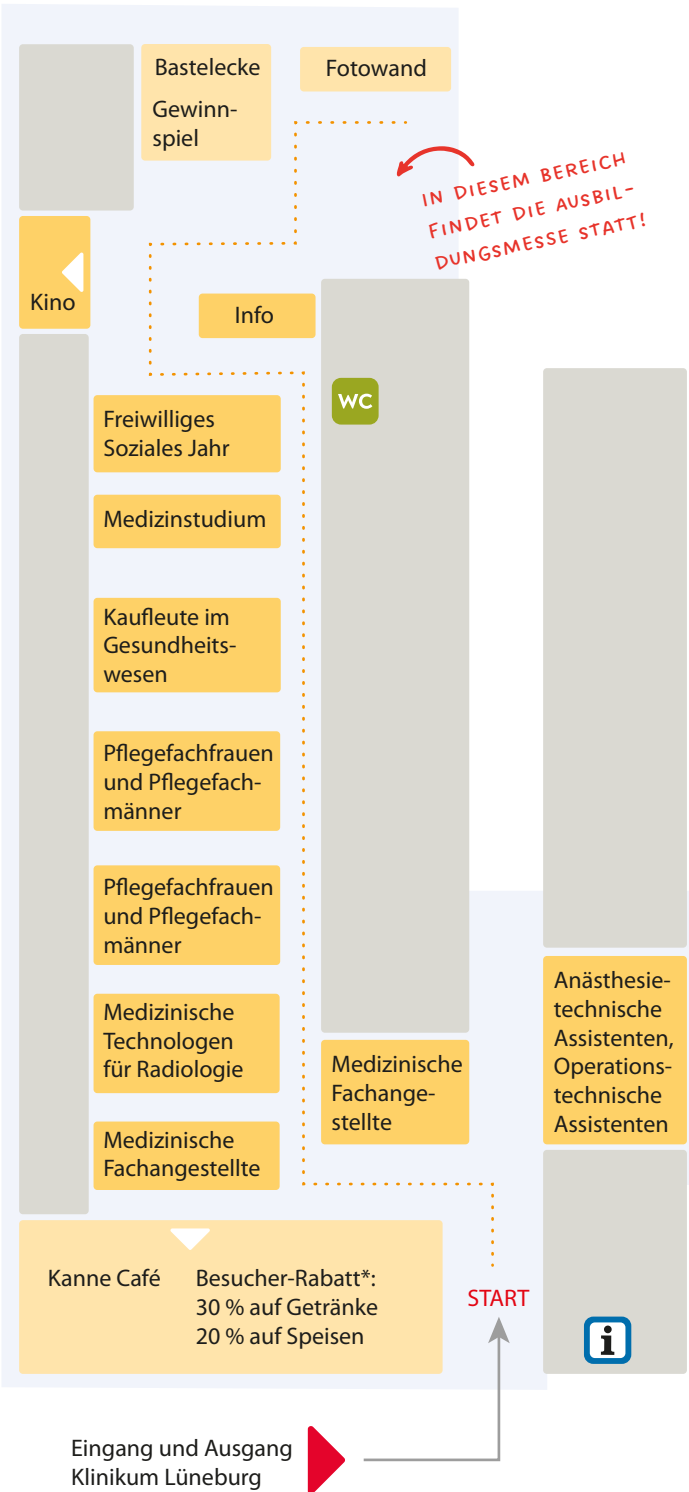 Bastelecke
Gewinn-
spiel
Fotowand
IN DIESEM BEREICH
FINDET DIE AUSBIL-
DUNGSMESSE STATT!
Kino
Info
WC
Freiwilliges
Soziales Jahr
Medizinstudium
Kaufleute im
Gesundheits-
wesen
Pflegefachfrauen
und Pflegefach-
männer
Pflegefachfrauen
und Pflegefach-
männer
Medizinische
Technologen
für Radiologie
Medizinische
Fachange-
stellte
Anästhesie-
technische
Assistenten,
Operations-
technische
Assistenten
Medizinische
Fachangestellte
Kanne Café
Besucher-Rabatt*:
30 % auf Getränke
20 % auf Speisen
START
i
Eingang und Ausgang
Klinikum Lüneburg